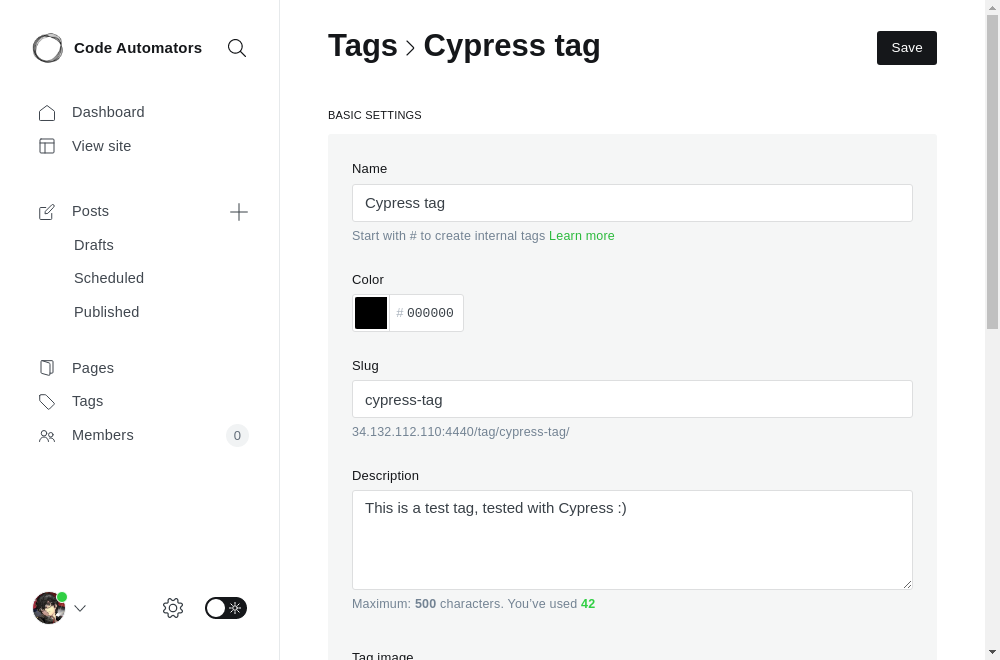 Code Automators
Dashboard
View site
Posts
Drafts
Scheduled
Published
Pages
Tags
Members
0
Tags > Cypress tag
Save
BASIC SETTINGS
Name
Cypress tag
Start with # to create internal tags Learn more
Color
# 000000
Slug
cypress-tag
34.132.112.110:4440/tag/cypress-tag/
Description
This is a test tag, tested with Cypress :)
Maximum: 500 characters. You’ve used 42
Tag image